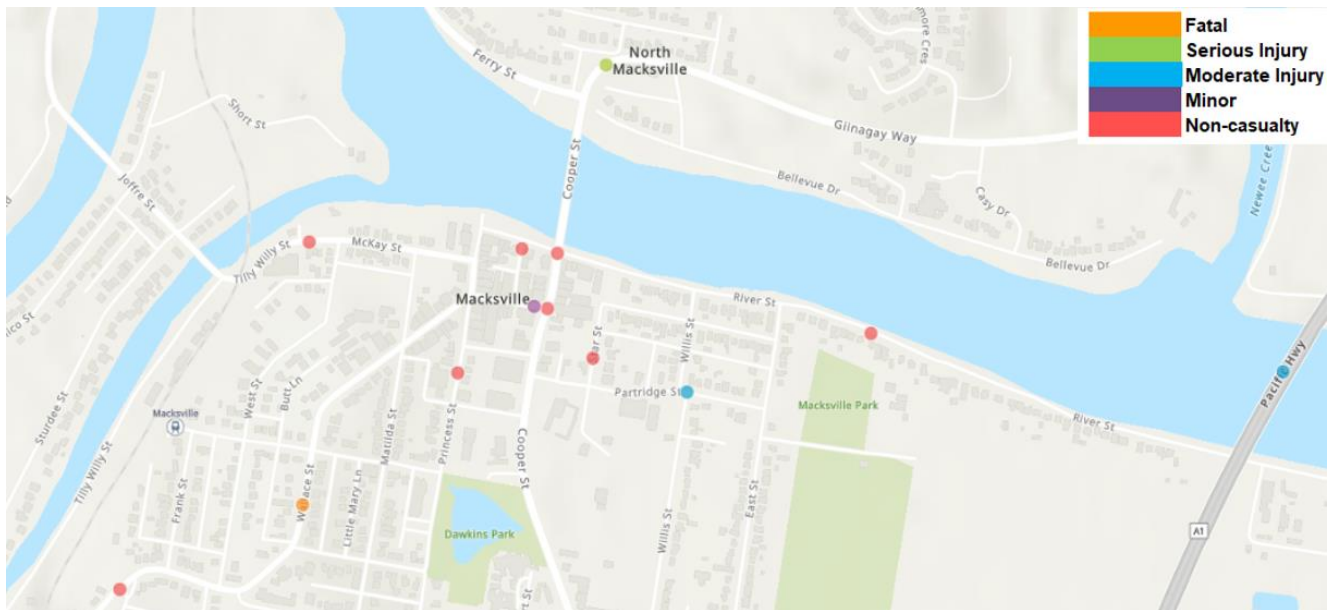 Fatal
Serious Injury
Moderate Injury
Minor
Non-casualty
North
Macksville
Ferry St
Short St
Giinagay Way
Cooper St
Bellevue Dr
Casy Dr
Joffre St
McKay St
Tilly Willy St
Bellevue Dr
Macksville
River St
Willis St
Pacific Hwy
Partridge St
Macksville Park
West St
Butt Ln
Sturdee St
Macksville
Matilda St
Princess St
Cooper St
River St
Tilly Willy St
Frank St
Little Mary Ln
East St
Dawkins Park
Willis St
A1